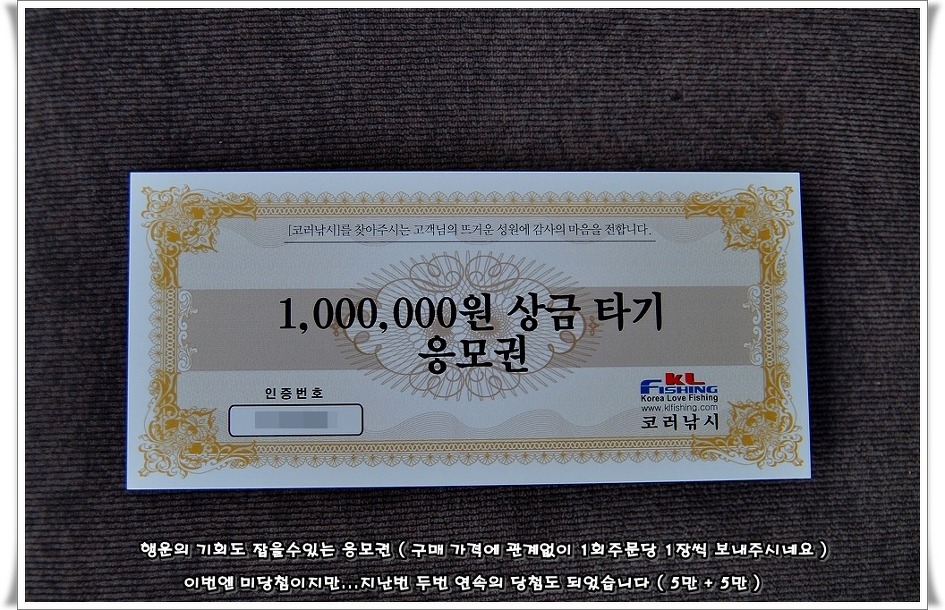 [코러낚시]를 찾아주시는 고객님의 뜨거운 성원에 감사의 마음을 전합니다.
1,000,000원 상금 타기
응모권
인증번호
KL
FISHING
Korea Love Fishing
www.klfishing.com
코러낚시
행운의 기회도 잡을수있는 응모권 ( 구매 가격에 관계없이 1회주문당 1장씩 보내주시네요 )
이번엔 미당첨이지만...지난번 두번 연속의 당첨도 되었습니다 ( 5만 + 5만 )